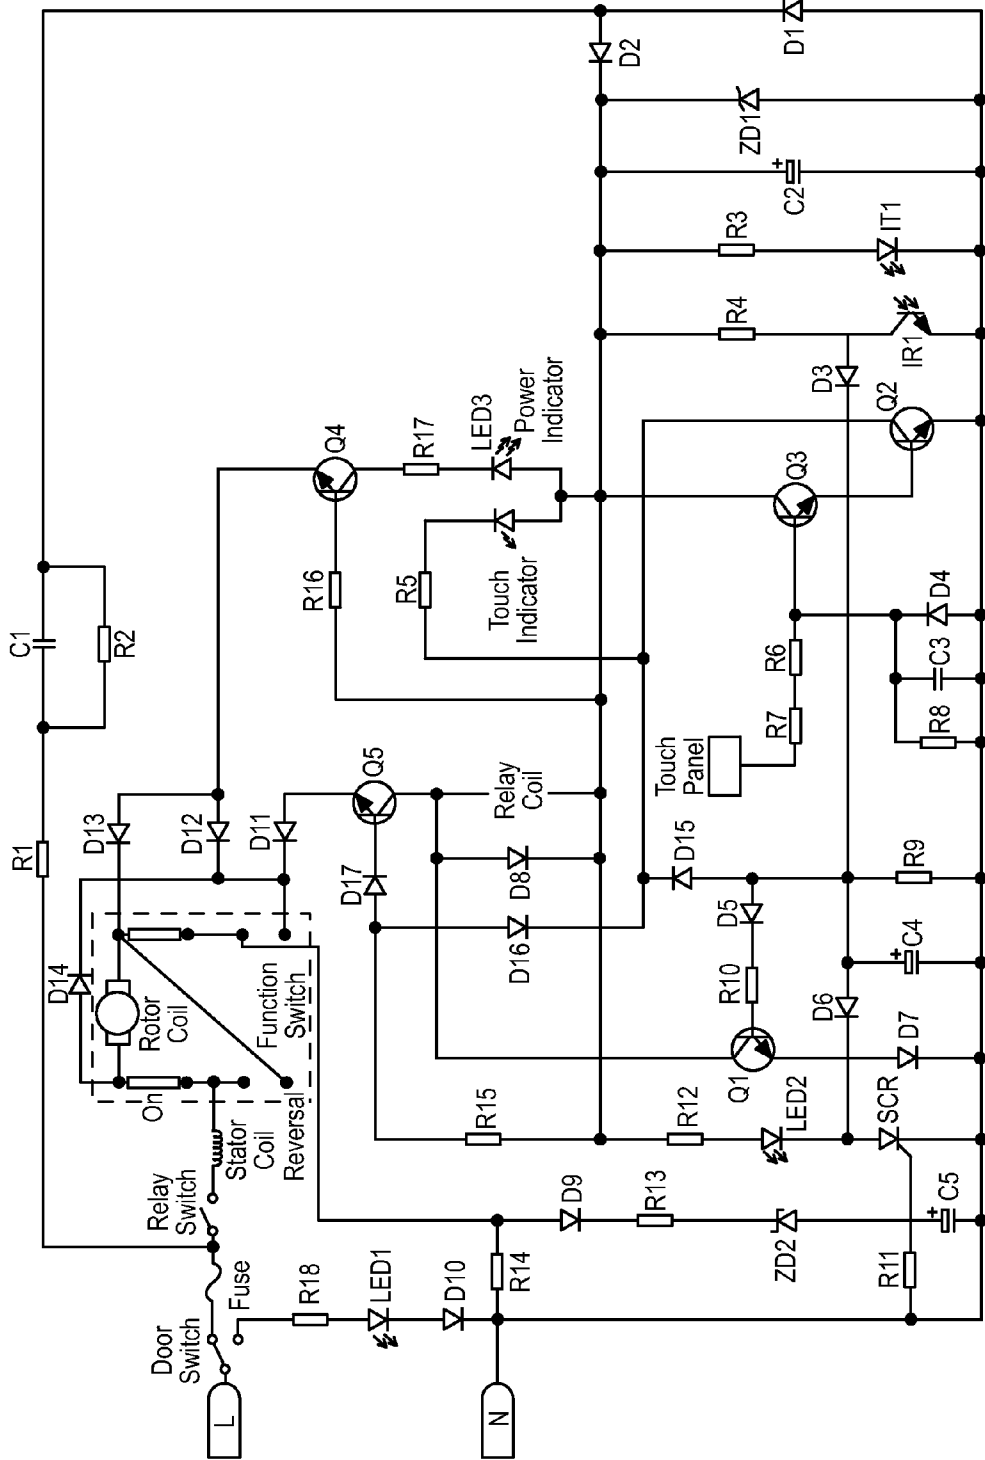 L
N
Door
Switch
Fuse
Relay
Switch
Stator
Coil
On
Reversal
Rotor
Coil
Function
Switch
D14
D13
D12
D11
R1
C1
R2
R18
LED1
D10
R14
D9
R13
ZD2
C5
R11
R15
R12
LED2
SCR
Q1
D7
R10
D5
D6
C4
R9
D15
D16
D17
D8
Relay
Coil
Q5
Touch
Panel
R7
R6
R8
C3
D4
R16
R5
Touch
Indicator
Q4
R17
LED3
Power
Indicator
Q3
Q2
D3
IR1
R4
R3
IT1
C2
ZD1
D2
D1
+
+
+